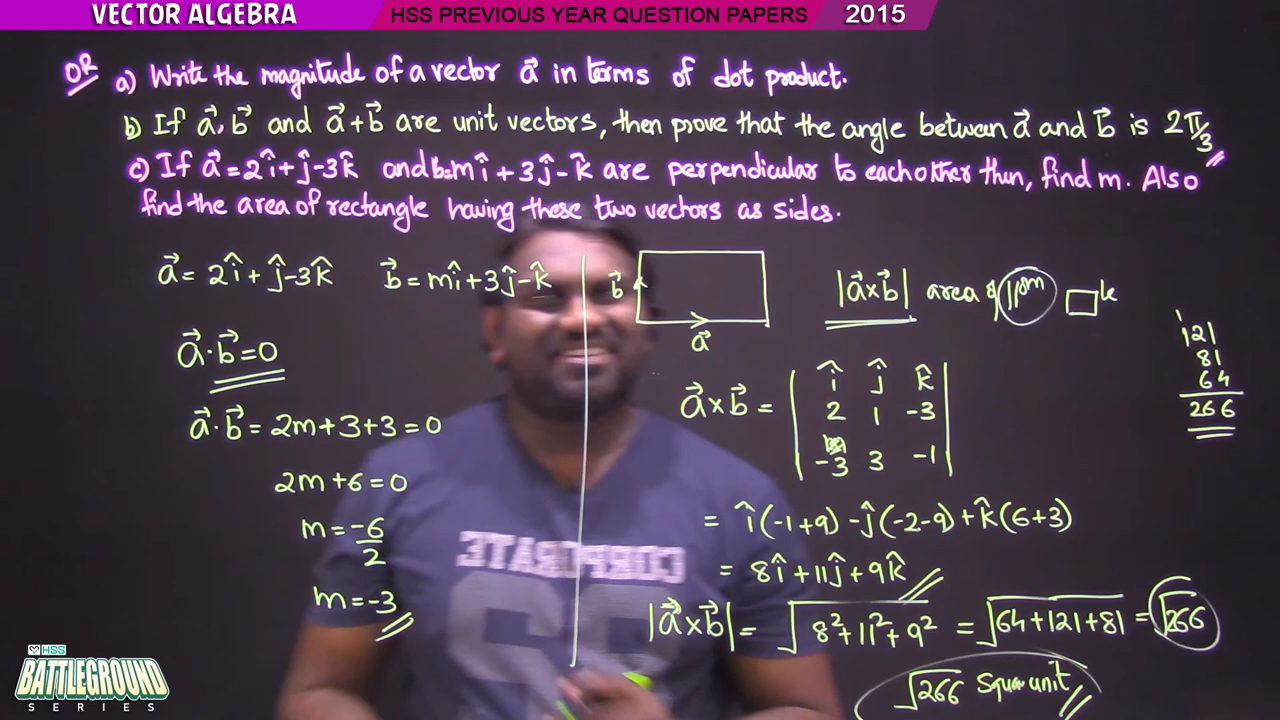 VECTOR ALGEBRA HSS PREVIOUS YEAR QUESTION PAPERS 2015
OR a) Write the magnitude of a vector a⃗ in terms of dot product.
b) If a⃗, b⃗ and a⃗+b⃗ are unit vectors, then prove that the angle between a⃗ and b⃗ is 2π/3
c) If a⃗=2î+ĵ-3k̂ and b=mî+3ĵ-k̂ are perpendicular to each other then, find m. Also
find the area of rectangle having these two vectors as sides.
a⃗ = 2î+ĵ-3k̂ b⃗ = mî+3ĵ-k̂
a⃗·b⃗=0
a⃗·b⃗ = 2m+3+3=0
2m+6=0
m=-6/2
m=-3
b⃗
a⃗
|a⃗xb⃗| area of
a⃗xb⃗ = | î ĵ k̂
2 1 -3
-3 3 -1 |
= î(-1+9) -ĵ(-2-9)+k̂(6+3)
= 8î+11ĵ+9k̂
|a⃗xb⃗| = √8²+11²+9² = √64+121+81 = √266
√266 Square unit
1
121
81
64
266
CORPORATE
HSS
BATTLEGROUND
SERIES